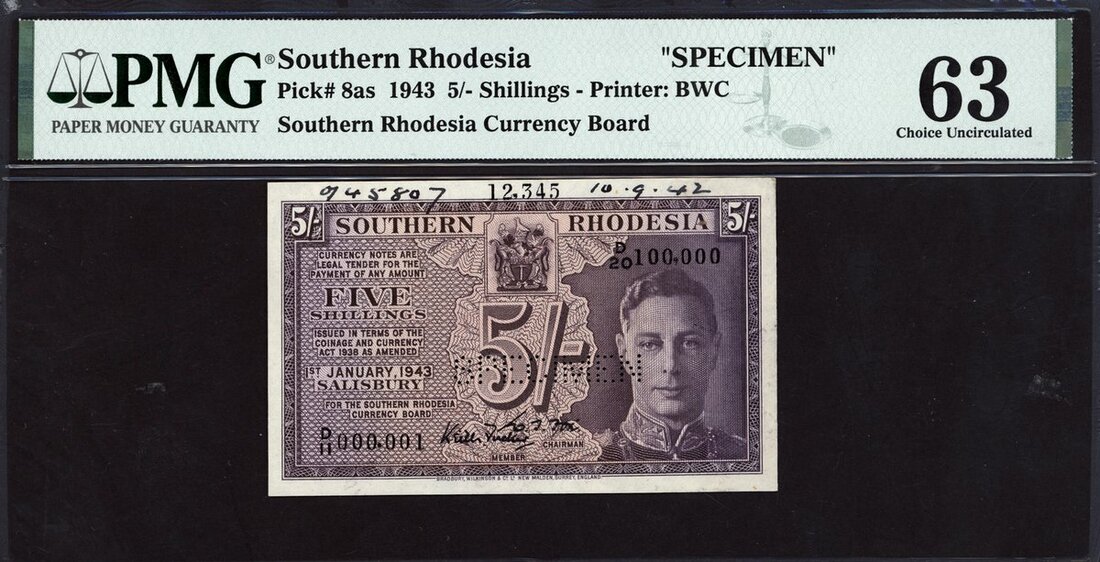 PMG®
PAPER MONEY GUARANTY
Southern Rhodesia "SPECIMEN"
Pick# 8as 1943 5/- Shillings - Printer: BWC
Southern Rhodesia Currency Board
63
Choice Uncirculated
945807 12,345 10.9.42
5/- SOUTHERN RHODESIA 5/-
CURRENCY NOTES ARE
LEGAL TENDER FOR THE
PAYMENT OF ANY AMOUNT
D/20 100,000
FIVE
SHILLINGS
5/-
ISSUED IN TERMS OF THE
COINAGE AND CURRENCY
ACT 1938 AS AMENDED
SPECIMEN
1ST JANUARY, 1943
SALISBURY
FOR THE SOUTHERN RHODESIA
CURRENCY BOARD
D/11 000,001
MEMBER
CHAIRMAN
BRADBURY, WILKINSON & Co. LD. NEW MALDEN, SURREY, ENGLAND.